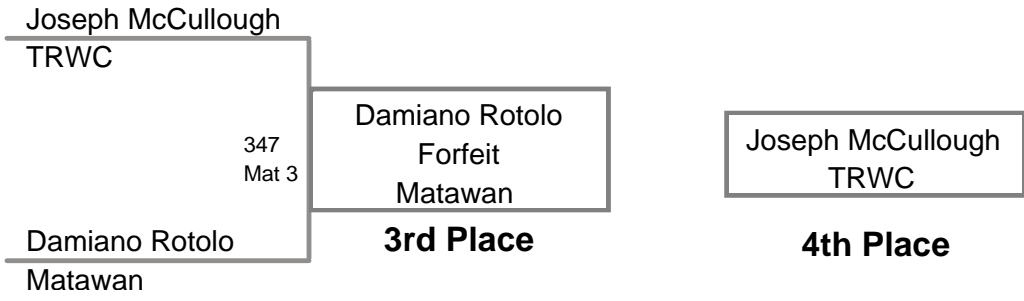 Joseph McCullough
TRWC
347
Mat 3
Damiano Rotolo
Matawan
Damiano Rotolo
Forfeit
Matawan
3rd Place
Joseph McCullough
TRWC
4th Place